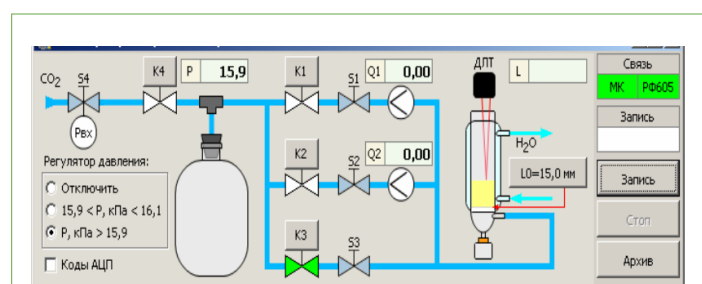 CO2 S4 K4 P 15,9 K1 S1 Q1 0,00 ДПТ L Связь
МК РФ605
Pвх
Запись
H2O
Регулятор давления:
K2 S2 Q2 0,00
L0=15,0 мм
Запись
Отключить
15,9 < P, кПа < 16,1
P, кПа > 15,9
Стоп
K3 S3
Коды АЦП
Архив